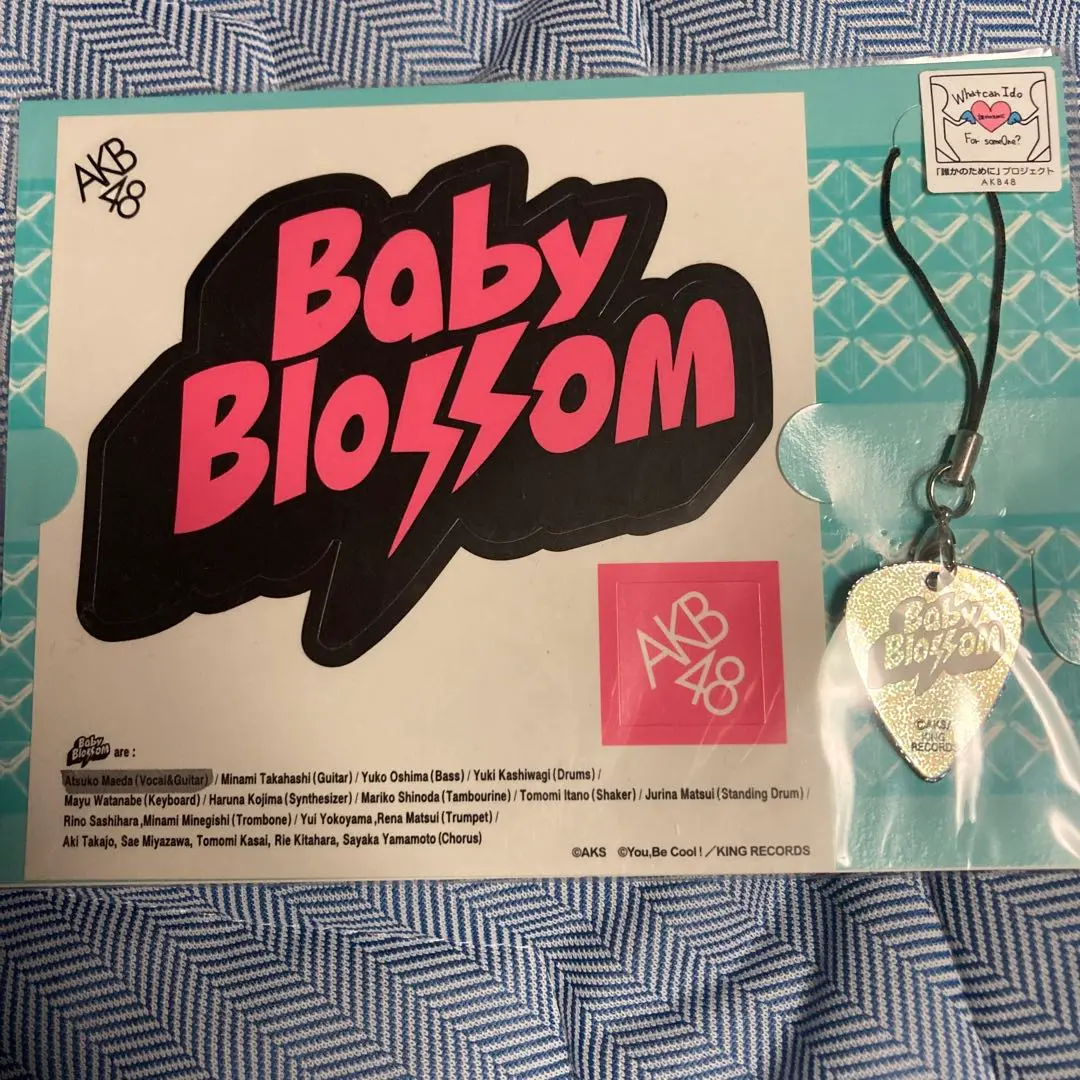 AKB
48
Baby
Blossom
What can I do
For someOne?
「誰かのために」プロジェクト
AKB48
AKB
48
Baby
Blossom
©AKS/
KING
RECORDS
Baby
Blossom are :
Atsuko Maeda (Vocal&Guitar) / Minami Takahashi (Guitar) / Yuko Oshima (Bass) / Yuki Kashiwagi (Drums) /
Mayu Watanabe (Keyboard) / Haruna Kojima (Synthesizer) / Mariko Shinoda (Tambourine) / Tomomi Itano (Shaker) / Jurina Matsui (Standing Drum) /
Rino Sashihara ,Minami Minegishi (Trombone) / Yui Yokoyama ,Rena Matsui (Trumpet) /
Aki Takajo, Sae Miyazawa, Tomomi Kasai, Rie Kitahara, Sayaka Yamamoto (Chorus)
©AKS ©You,Be Cool!／KING RECORDS